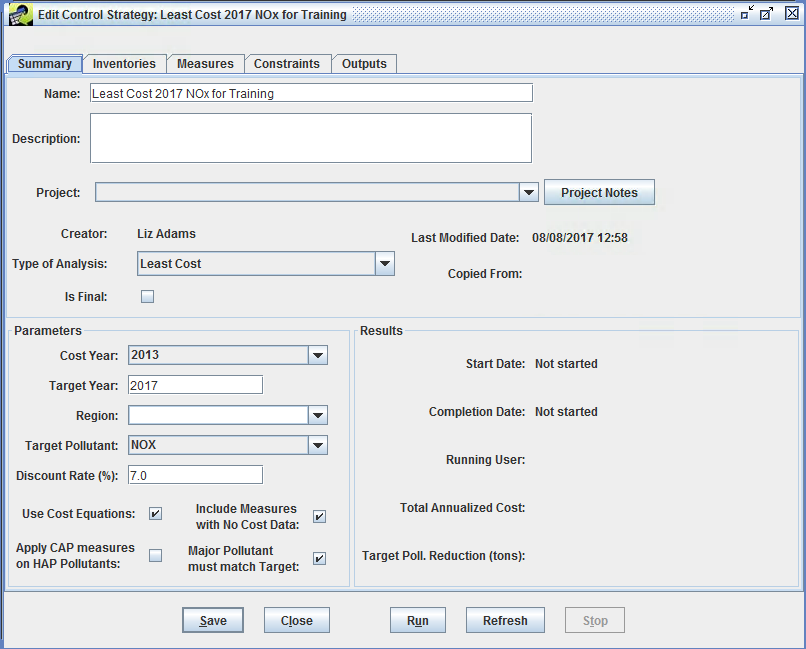 Edit Control Strategy: Least Cost 2017 NOx for Training
Summary Inventories Measures Constraints Outputs
Name: Least Cost 2017 NOx for Training
Description:
Project: Project Notes
Creator: Liz Adams
Last Modified Date: 08/08/2017 12:58
Type of Analysis: Least Cost
Copied From:
Is Final:
Parameters
Cost Year: 2013
Target Year: 2017
Region:
Target Pollutant: NOX
Discount Rate (%): 7.0
Use Cost Equations:
Include Measures
with No Cost Data:
Apply CAP measures
on HAP Pollutants:
Major Pollutant
must match Target:
Results
Start Date: Not started
Completion Date: Not started
Running User:
Total Annualized Cost:
Target Poll. Reduction (tons):
Save Close Run Refresh Stop